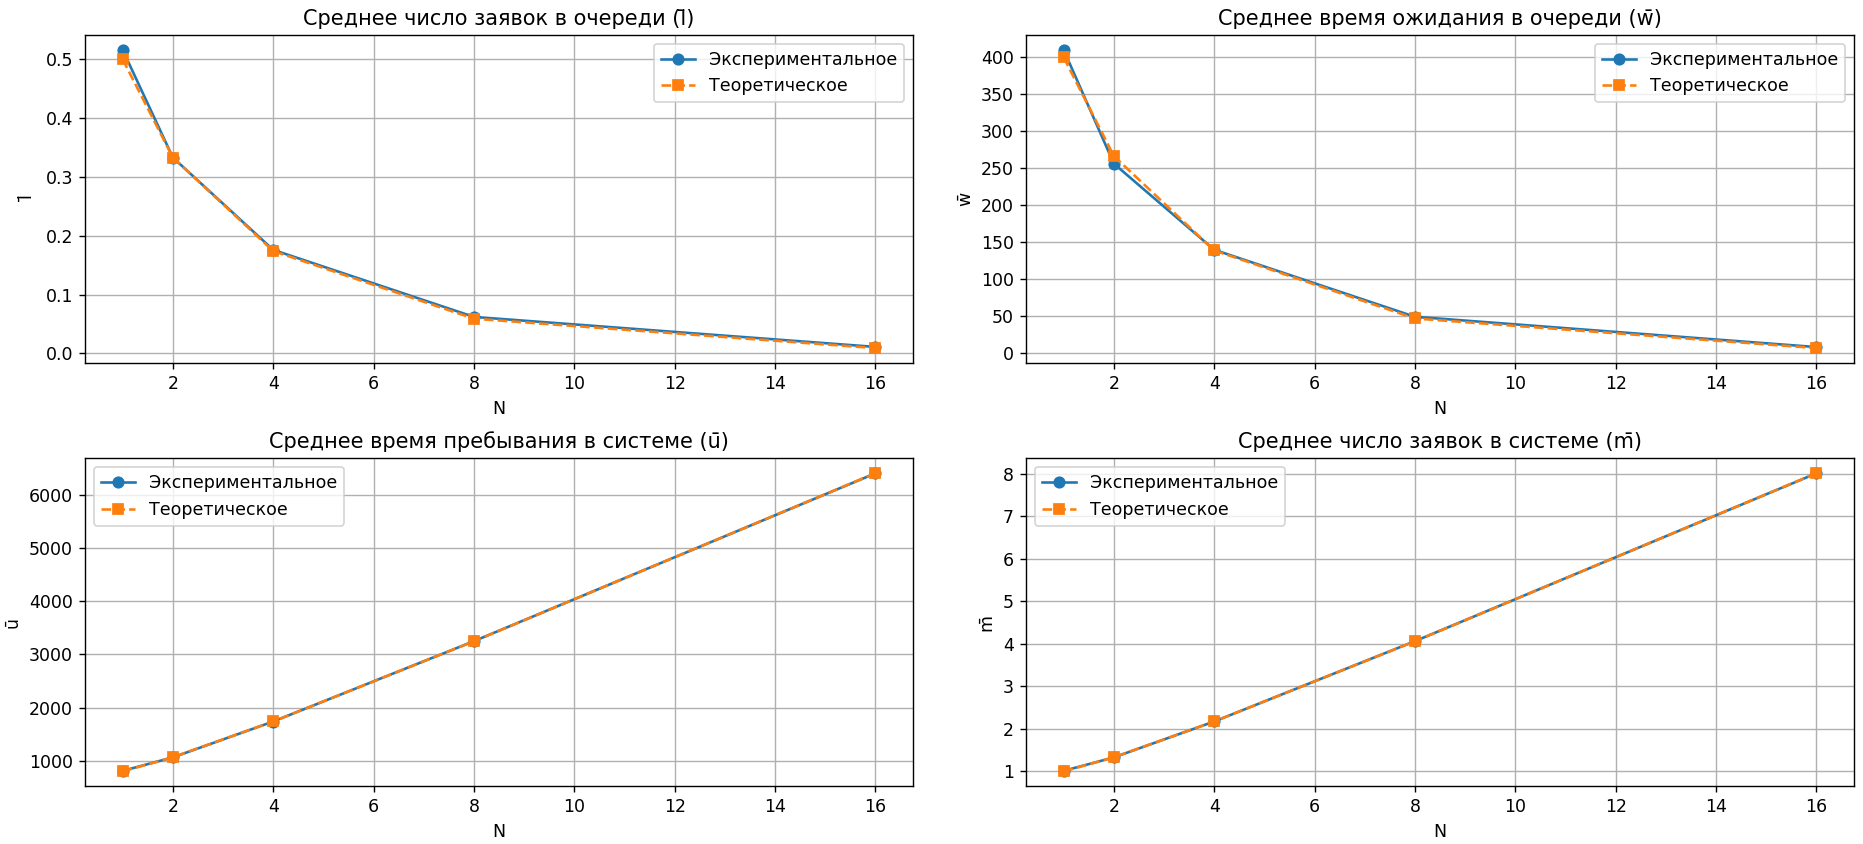 Среднее число заявок в очереди (l̄)
0.5
0.4
0.3
0.2
0.1
0.0
l̄
2 4 6 8 10 12 14 16
N
Экспериментальное
Теоретическое
Среднее время ожидания в очереди (w̄)
400
350
300
250
200
150
100
50
0
w̄
2 4 6 8 10 12 14 16
N
Экспериментальное
Теоретическое
Среднее время пребывания в системе (ū)
6000
5000
4000
3000
2000
1000
ū
2 4 6 8 10 12 14 16
N
Экспериментальное
Теоретическое
Среднее число заявок в системе (m̄)
8
7
6
5
4
3
2
1
m̄
2 4 6 8 10 12 14 16
N
Экспериментальное
Теоретическое